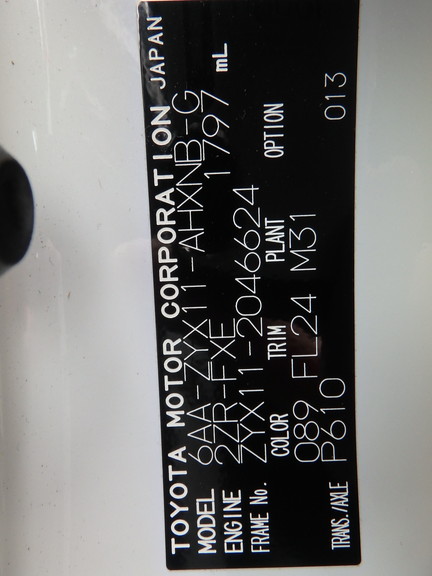 TOYOTA MOTOR CORPORATION JAPAN
MODEL 6AA-ZYX11-AHXNB-G
ENGINE 2ZR-FXE 1797 mL
FRAME No. ZYX11-2046624
COLOR TRIM PLANT OPTION
089 FL24 M31 013
TRANS./AXLE P610